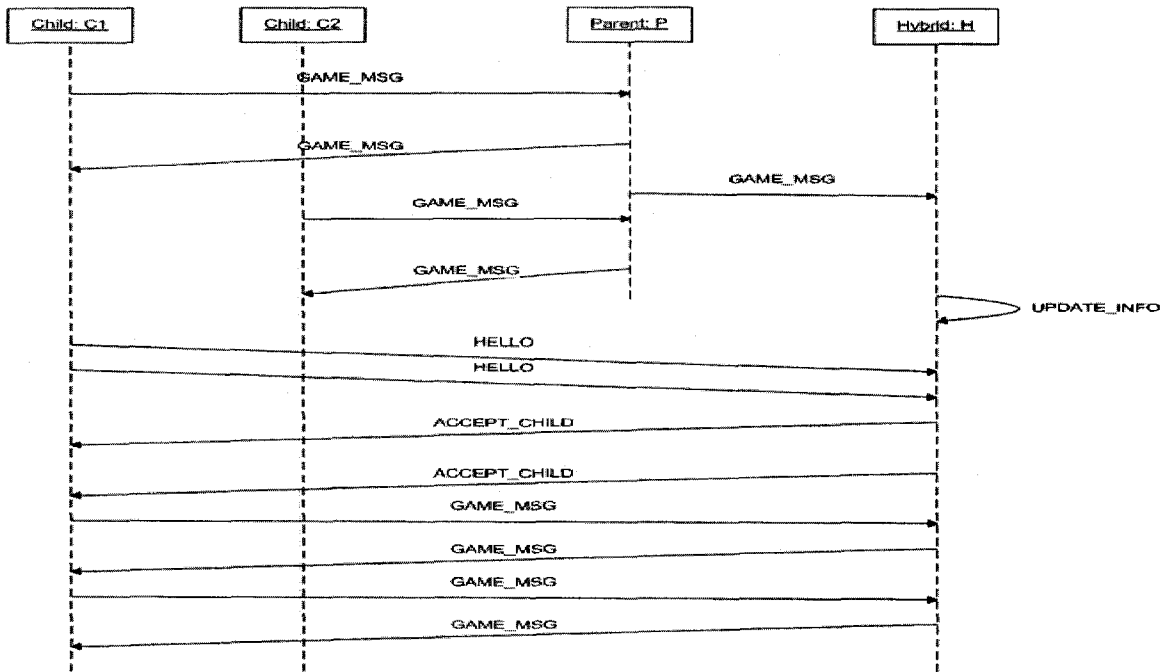 Child: C1
Child: C2
Parent: P
Hybrid: H
GAME_MSG
GAME_MSG
GAME_MSG
GAME_MSG
GAME_MSG
UPDATE_INFO
HELLO
HELLO
ACCEPT_CHILD
ACCEPT_CHILD
GAME_MSG
GAME_MSG
GAME_MSG
GAME_MSG